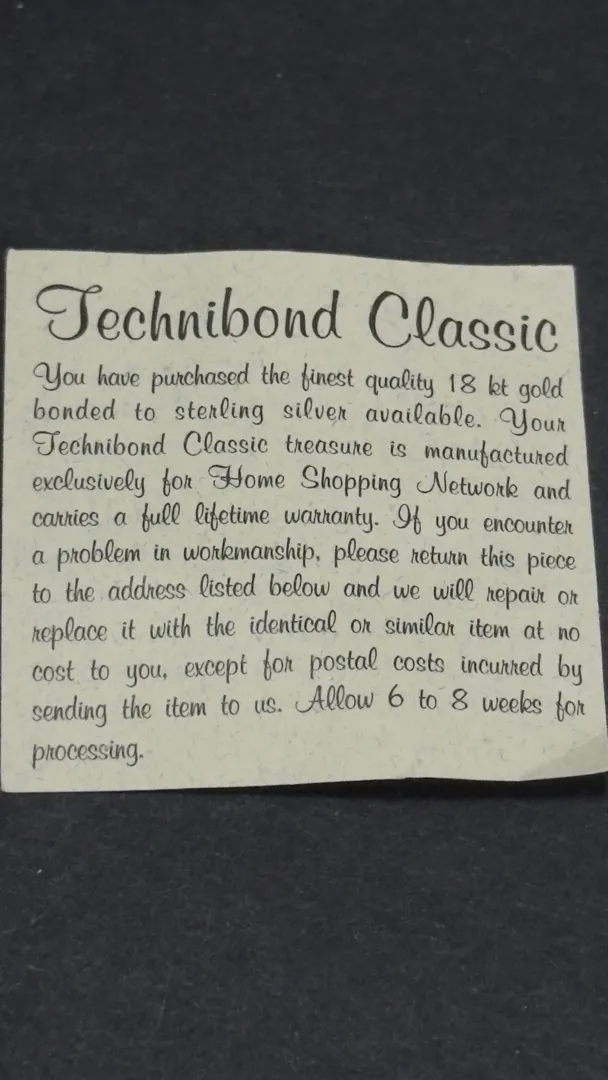 Technibond Classic
You have purchased the finest quality 18 kt gold
bonded to sterling silver available. Your
Technibond Classic treasure is manufactured
exclusively for Home Shopping Network and
carries a full lifetime warranty. If you encounter
a problem in workmanship, please return this piece
to the address listed below and we will repair or
replace it with the identical or similar item at no
cost to you, except for postal costs incurred by
sending the item to us. Allow 6 to 8 weeks for
processing.